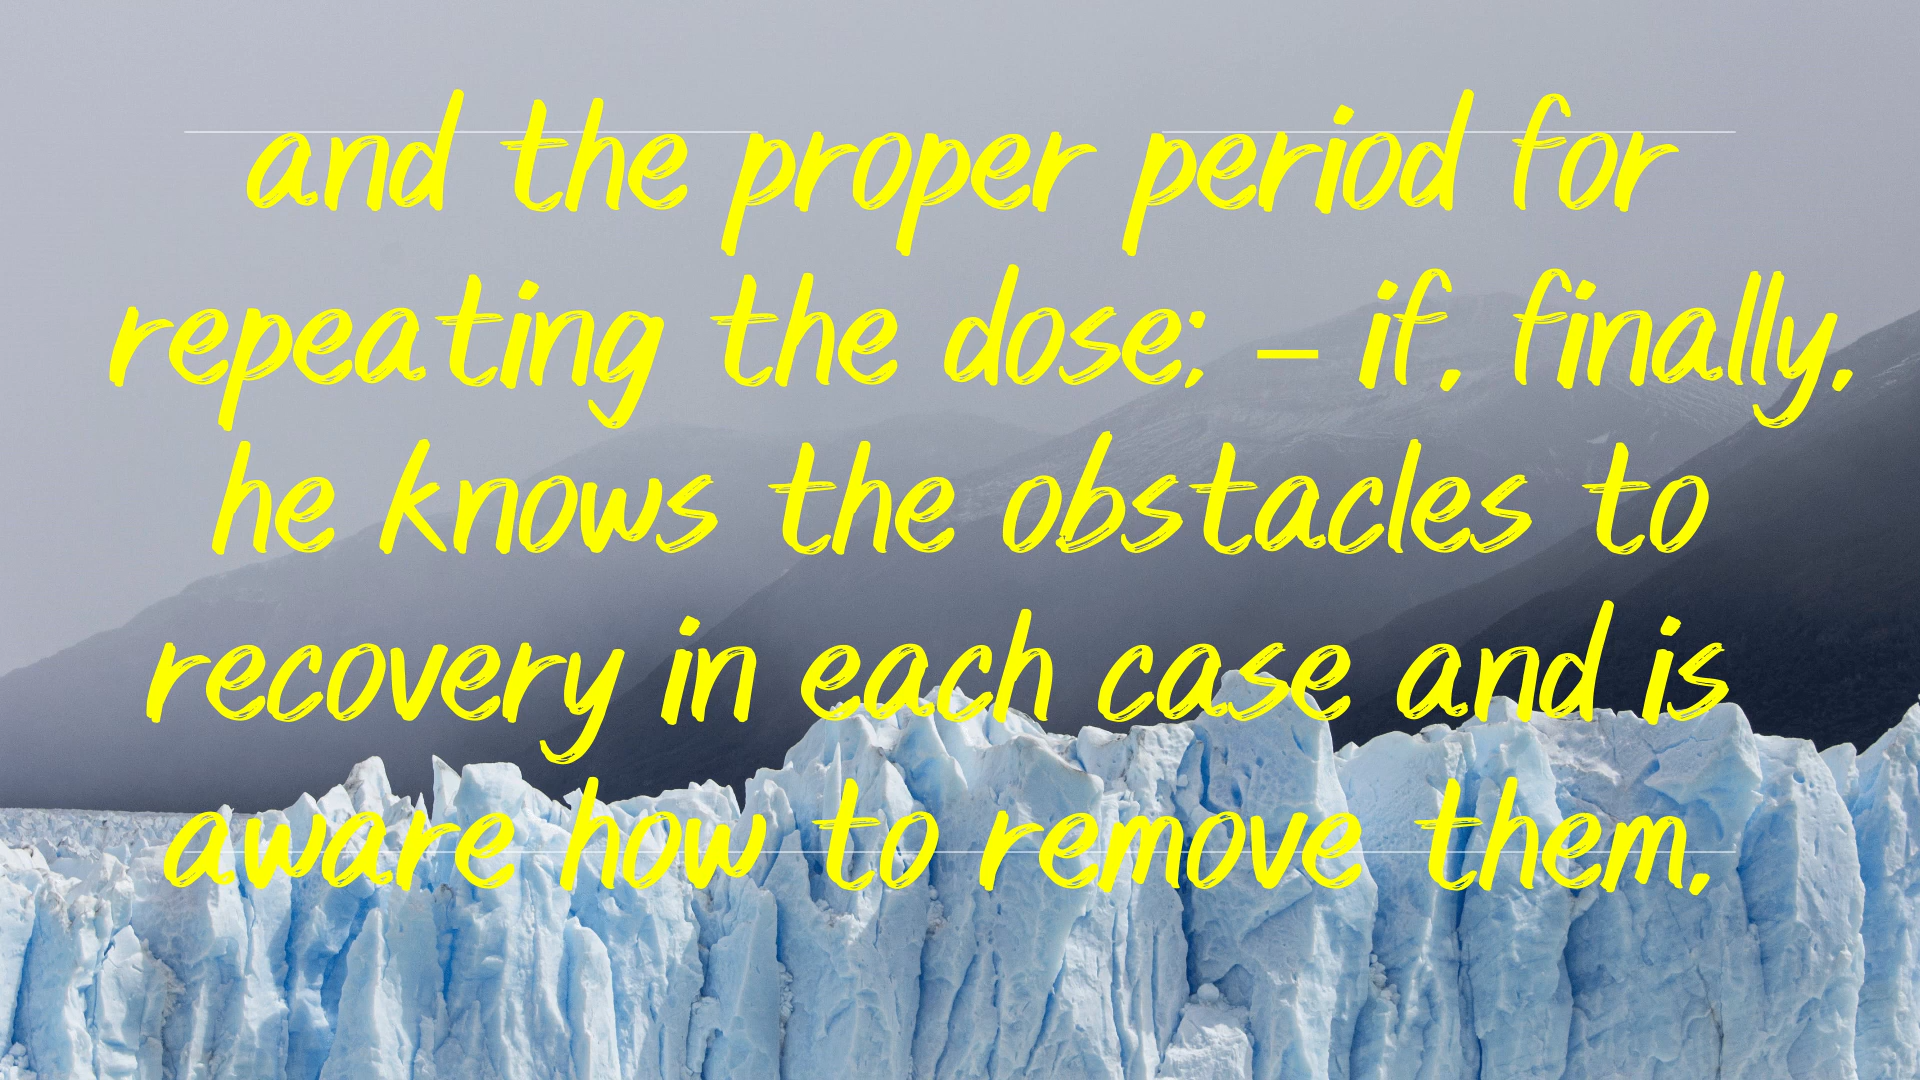 and the proper period for
repeating the dose; – if, finally,
he knows the obstacles to
recovery in each case and is
aware how to remove them,